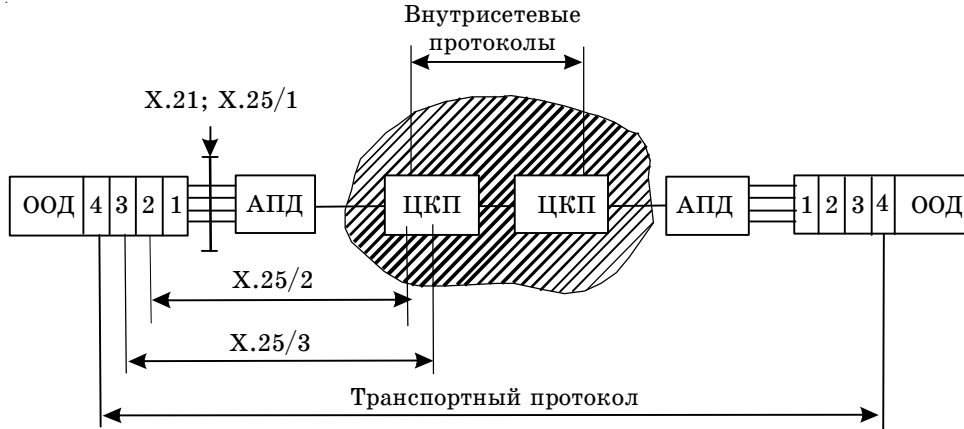 Внутрисетевые
протоколы
X.21; X.25/1
ООД 4 3 2 1 АПД ЦКП ЦКП АПД 1 2 3 4 ООД
X.25/2
X.25/3
Транспортный протокол